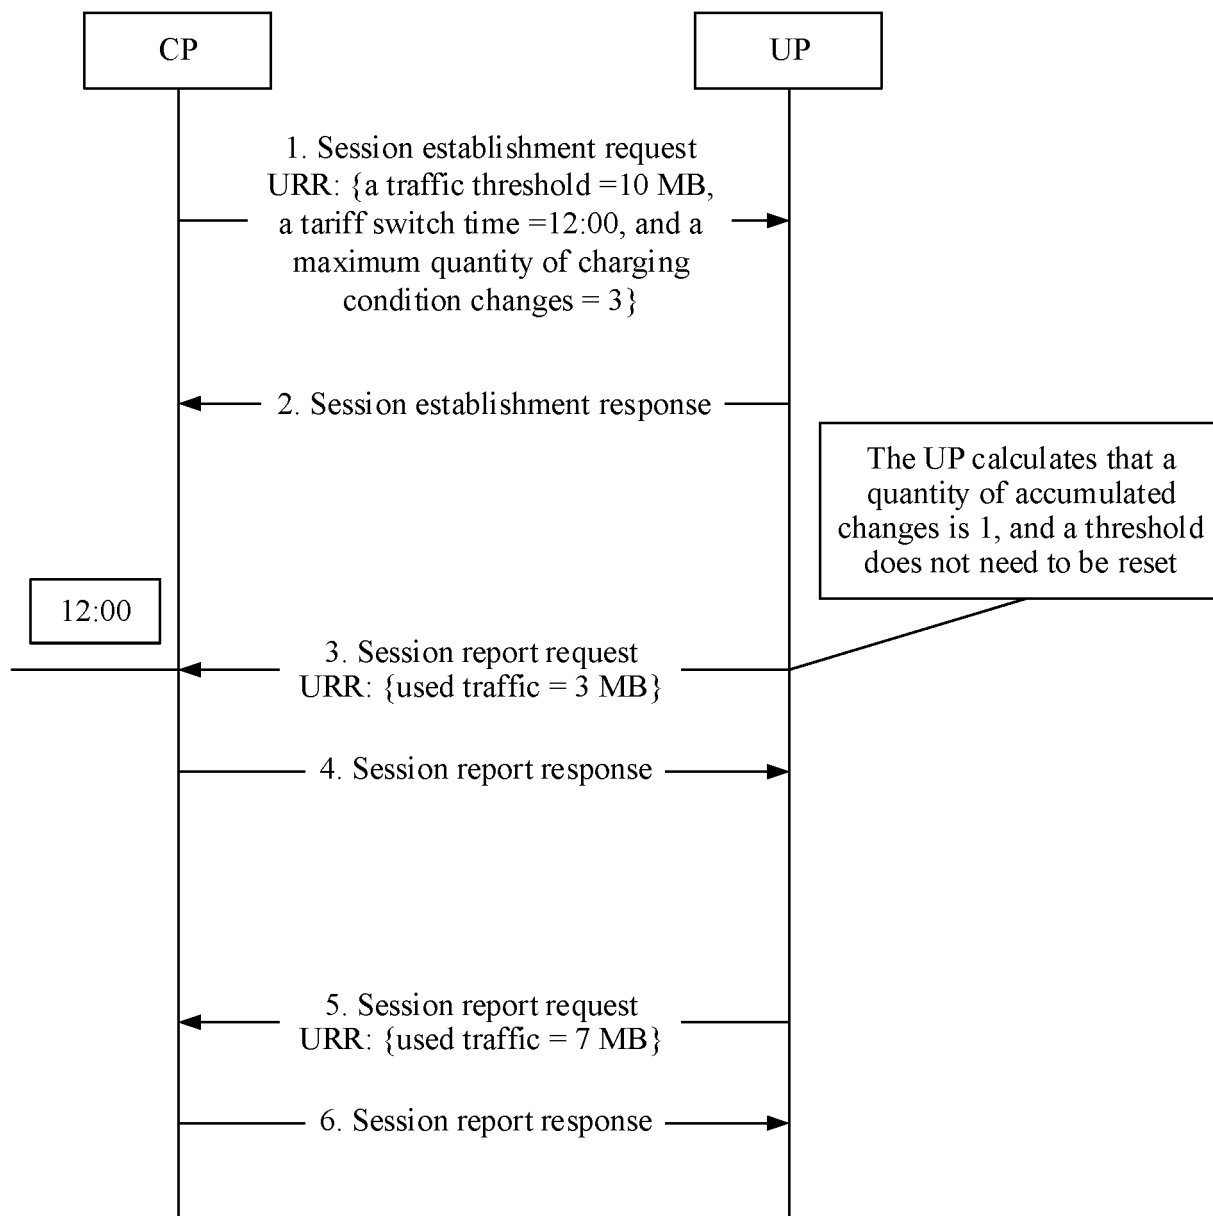 CP
UP
1. Session establishment request
URR: {a traffic threshold =10 MB,
a tariff switch time =12:00, and a
maximum quantity of charging
condition changes = 3}
2. Session establishment response
The UP calculates that a
quantity of accumulated
changes is 1, and a threshold
does not need to be reset
12:00
3. Session report request
URR: {used traffic = 3 MB}
4. Session report response
5. Session report request
URR: {used traffic = 7 MB}
6. Session report response